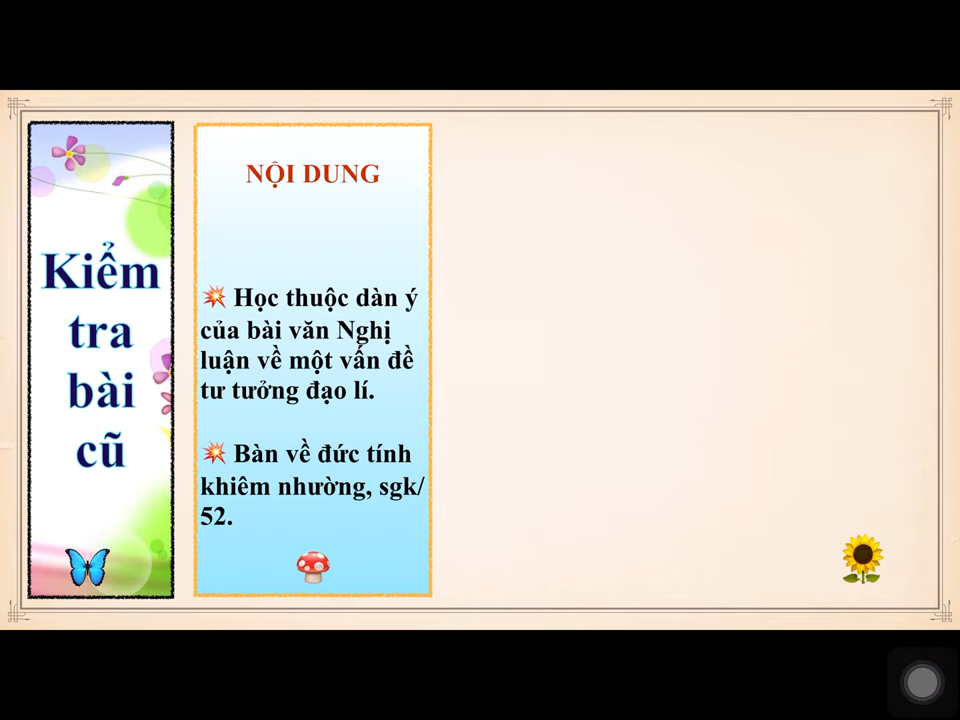 Kiểm
tra
bài
cũ
NỘI DUNG
💥 Học thuộc dàn ý
của bài văn Nghị
luận về một vấn đề
tư tưởng đạo lí.
💥 Bàn về đức tính
khiêm nhường, sgk/
52.